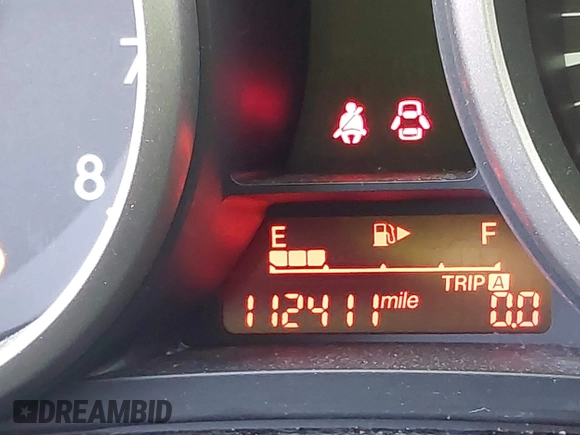 7
8
E F
TRIP A
112411 mile 0.0
DREAMBID